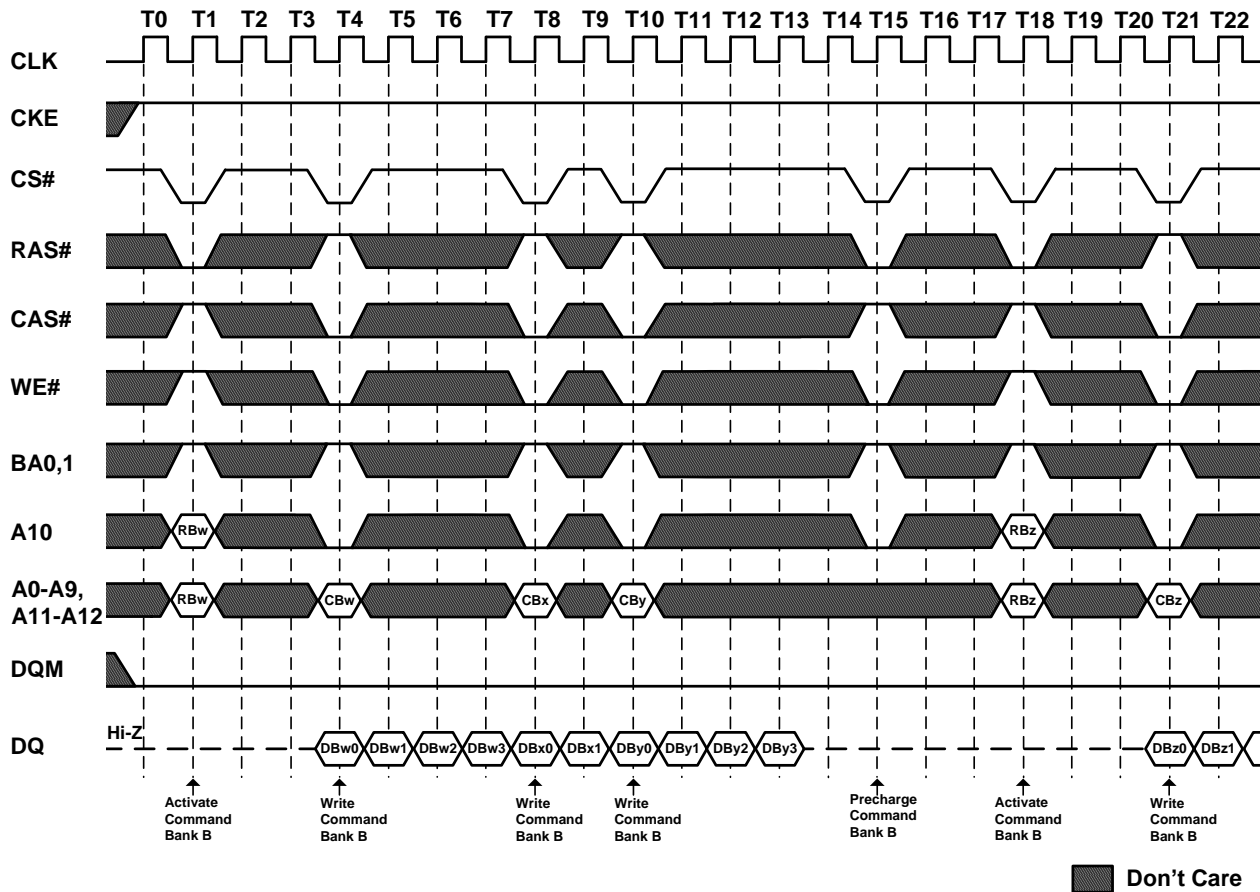 T0 T1 T2 T3 T4 T5 T6 T7 T8 T9 T10 T11 T12 T13 T14 T15 T16 T17 T18 T19 T20 T21 T22
CLK
CKE
CS#
RAS#
CAS#
WE#
BA0,1
A10 RBw RBz
A0-A9,
A11-A12 RBw CBw CBx CBy RBz CBz
DQM
DQ Hi-Z DBw0 DBw1 DBw2 DBw3 DBx0 DBx1 DBy0 DBy1 DBy2 DBy3 DBz0 DBz1
Activate
Command
Bank B
Write
Command
Bank B
Write
Command
Bank B
Write
Command
Bank B
Precharge
Command
Bank B
Activate
Command
Bank B
Write
Command
Bank B
Don't Care